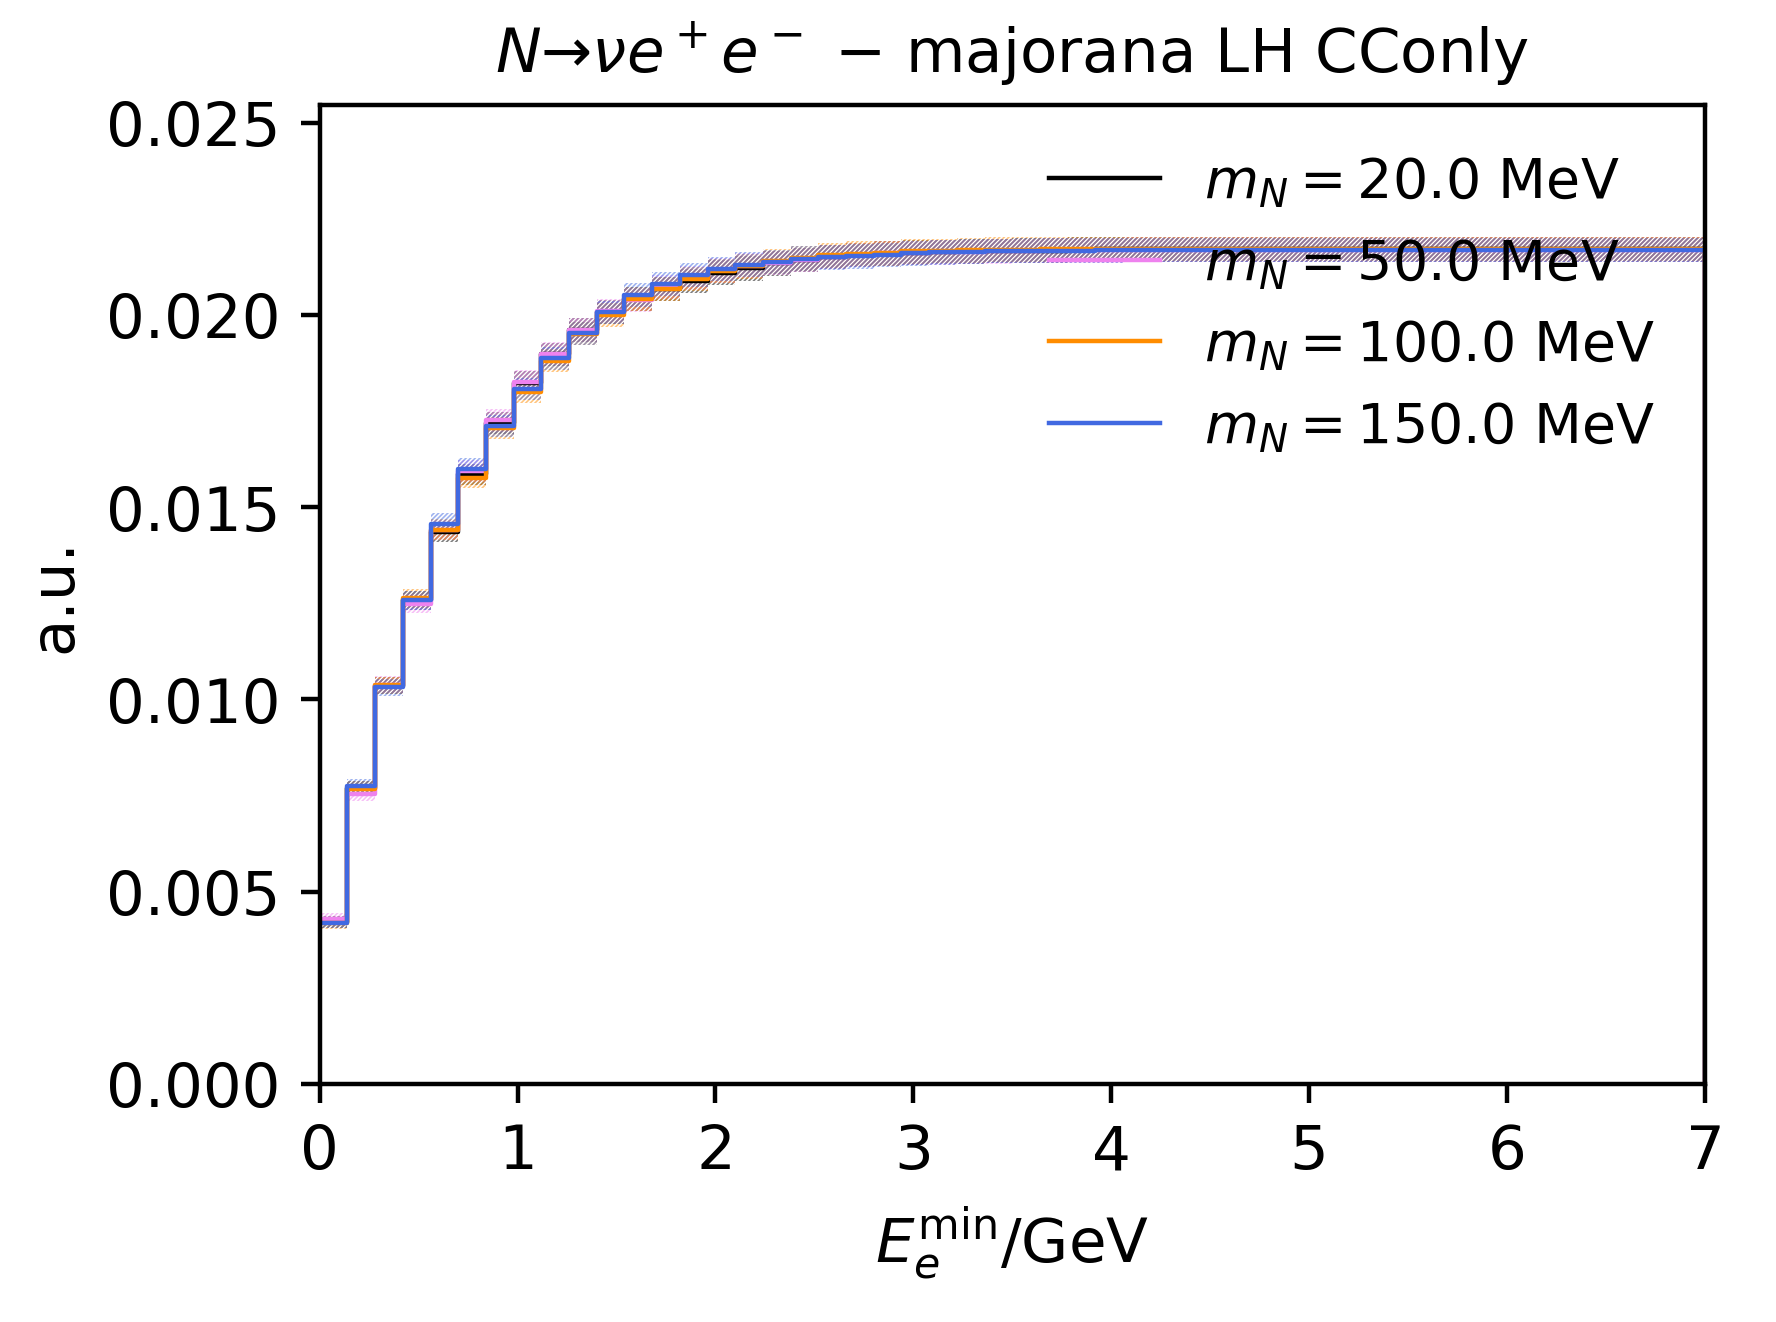 N→νe⁺e⁻ − majorana LH CConly
0.025
0.020
0.015
0.010
0.005
0.000
a.u.
m_N = 20.0 MeV
m_N = 50.0 MeV
m_N = 100.0 MeV
m_N = 150.0 MeV
0 1 2 3 4 5 6 7
E_e^min/GeV